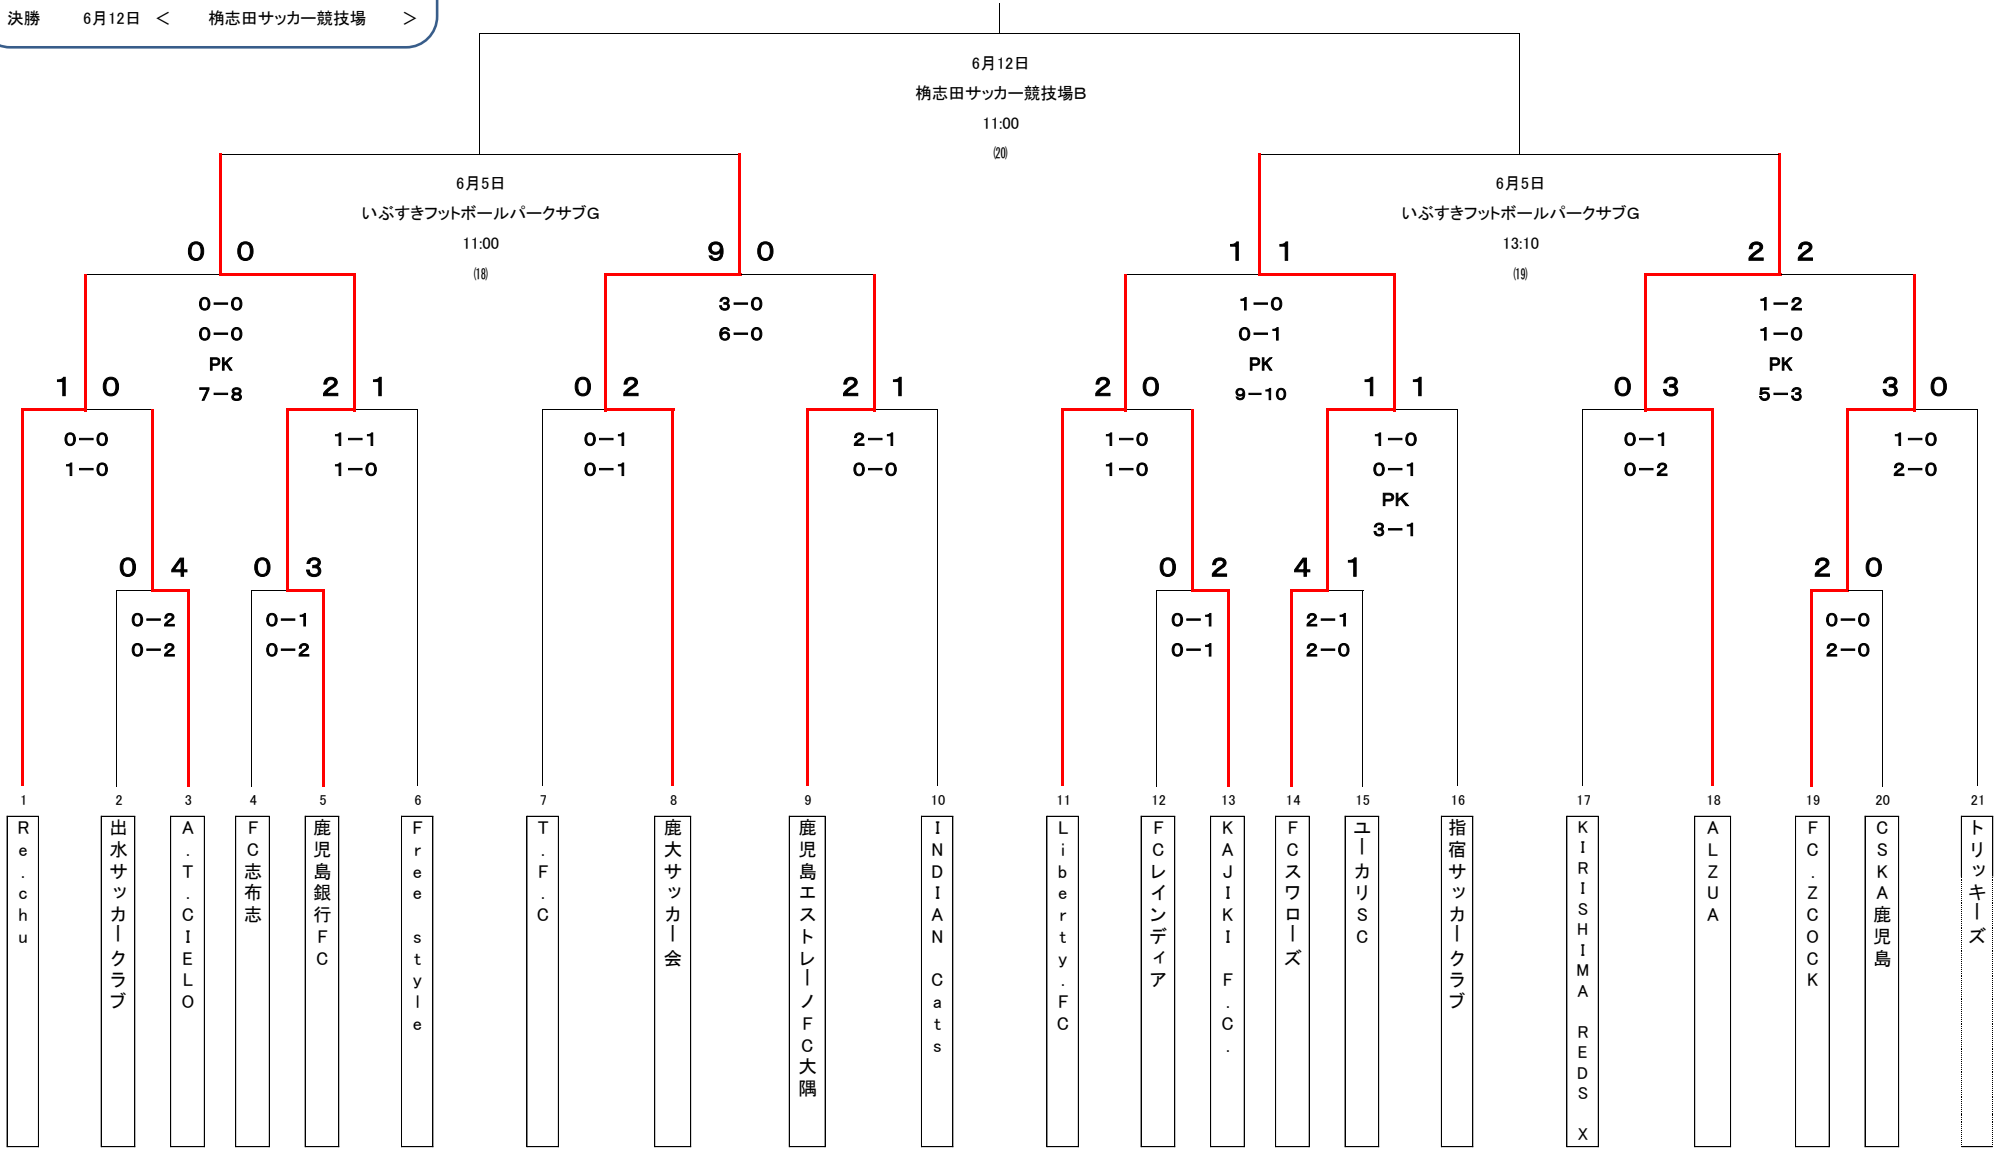 決勝 6月12日 < 桷志田サッカー競技場 >
6月12日
桷志田サッカー競技場B
11:00
(20)
6月5日 6月5日
いぶすきフットボールパークサブG いぶすきフットボールパークサブG
0 0 11:00 9 0 1 1 13:10 2 2
(18) (19)
0-0 3-0 1-0 1-2
0-0 6-0 0-1 1-0
PK PK PK
7-8 9-10 5-3
1 0 2 1 0 2 2 1 2 0 1 1 0 3 3 0
0-0 1-1 0-1 2-1 1-0 1-0 0-1 1-0
1-0 1-0 0-1 0-0 1-0 0-1 0-2 2-0
PK
3-1
0 4 0 3 0 2 4 1 2 0
0-2 0-1 0-1 2-1 0-0
0-2 0-2 0-1 2-0 2-0
1 2 3 4 5 6 7 8 9 10 11 12 13 14 15 16 17 18 19 20 21
Re.chu
出水サッカークラブ
A.T.CIELO
FC志布志
鹿児島銀行FC
Free style
T.F.C
鹿大サッカー会
鹿児島エストレーノFC大隅
INDIAN Cats
Liberty.FC
FCレインディア
KAJIKI F.C.
FCスワローズ
ユーカリSC
指宿サッカークラブ
KIRISHIMA REDS X
ALZUA
FC.ZCOCK
CSKA鹿児島
トリッキーズ